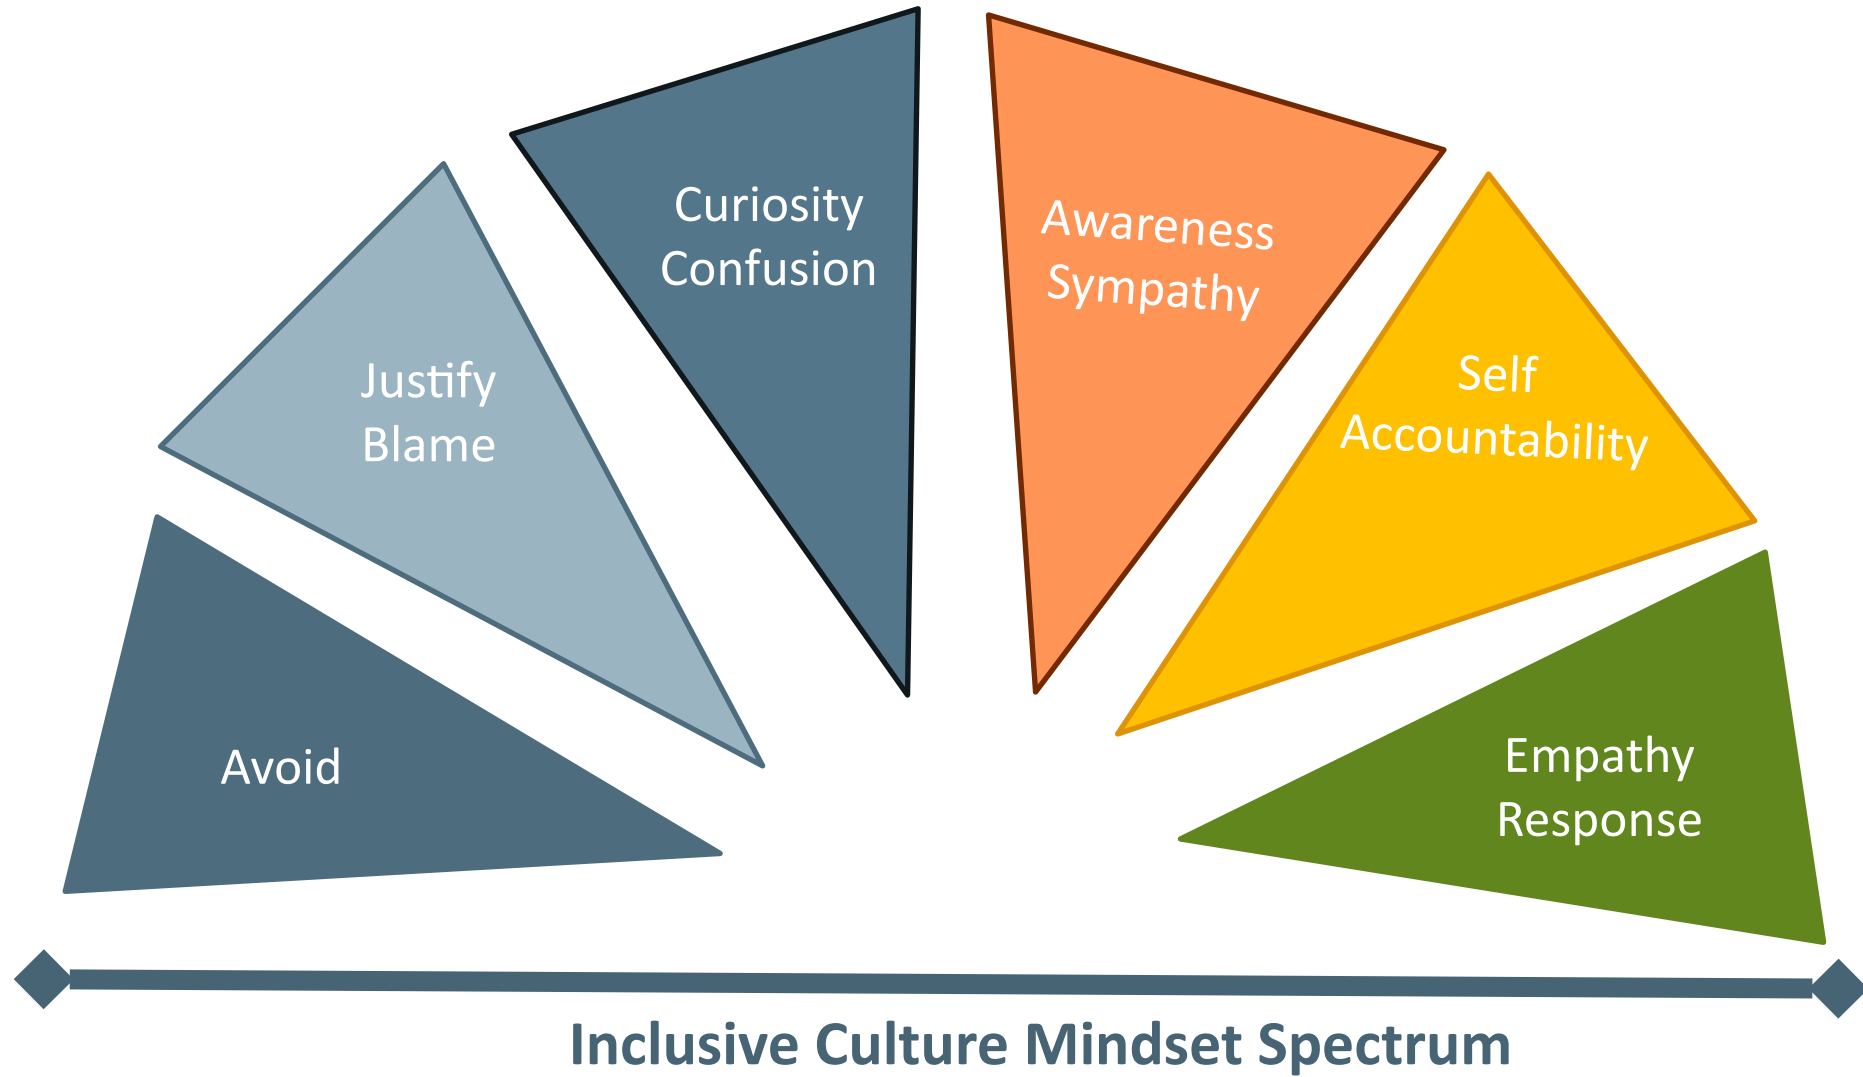 Avoid
Justify
Blame
Curiosity
Confusion
Awareness
Sympathy
Self
Accountability
Empathy
Response
Inclusive Culture Mindset Spectrum